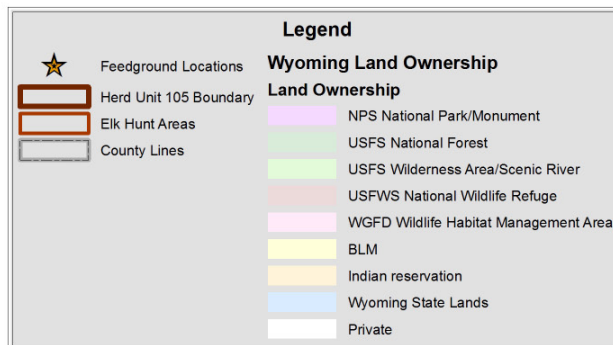 Legend
Feedground Locations
Herd Unit 105 Boundary
Elk Hunt Areas
County Lines
Wyoming Land Ownership
Land Ownership
NPS National Park/Monument
USFS National Forest
USFS Wilderness Area/Scenic River
USFWS National Wildlife Refuge
WGFD Wildlife Habitat Management Area
BLM
Indian reservation
Wyoming State Lands
Private